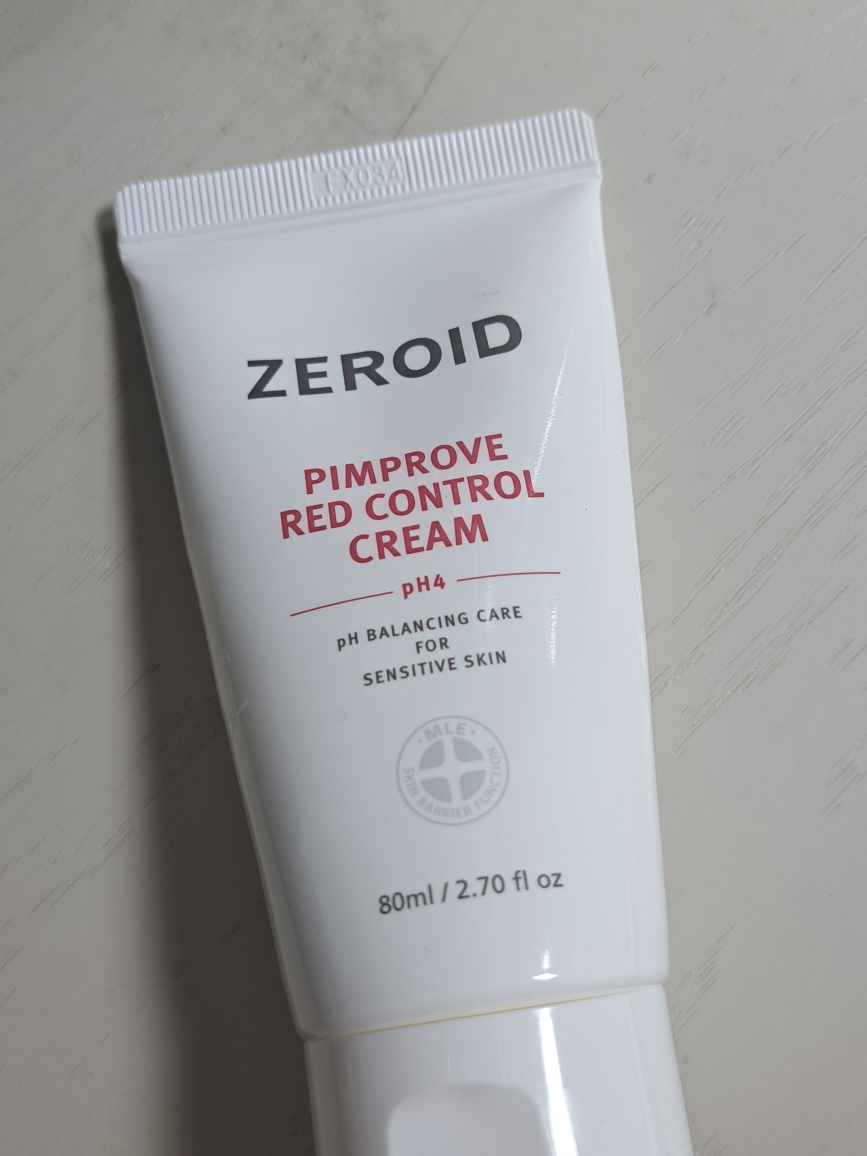 ZEROID
PIMPROVE
RED CONTROL
CREAM
pH4
pH BALANCING CARE
FOR
SENSITIVE SKIN
· MLE ·
SKIN BARRIER FUNCTION
80ml / 2.70 fl oz